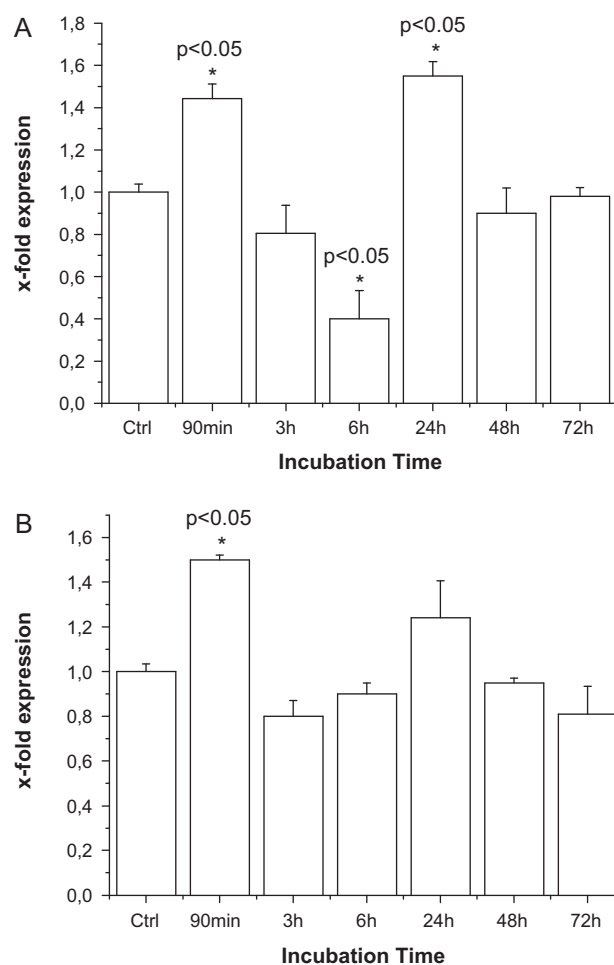 A
1,8
1,6
1,4
1,2
1,0
0,8
0,6
0,4
0,2
0,0
x-fold expression
p<0.05
*
p<0.05
*
p<0.05
*
Ctrl 90min 3h 6h 24h 48h 72h
Incubation Time
B
1,6
1,4
1,2
1,0
0,8
0,6
0,4
0,2
0,0
x-fold expression
p<0.05
*
Ctrl 90min 3h 6h 24h 48h 72h
Incubation Time